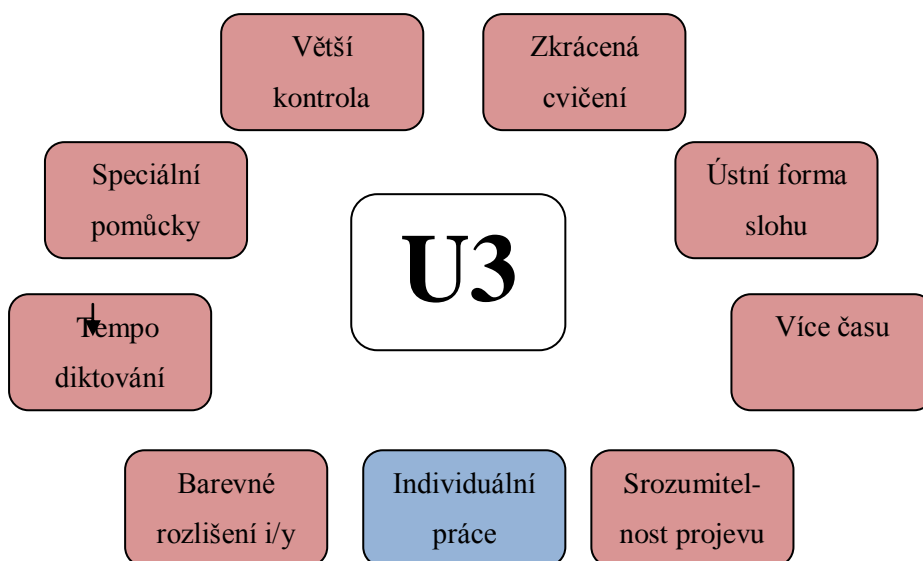 Větší
kontrola
Zkrácená
cvičení
Speciální
pomůcky
Ústní forma
slohu
U3
Tempo
diktování
Více času
Barevné
rozlišení i/y
Individuální
práce
Srozumitel-
nost projevu